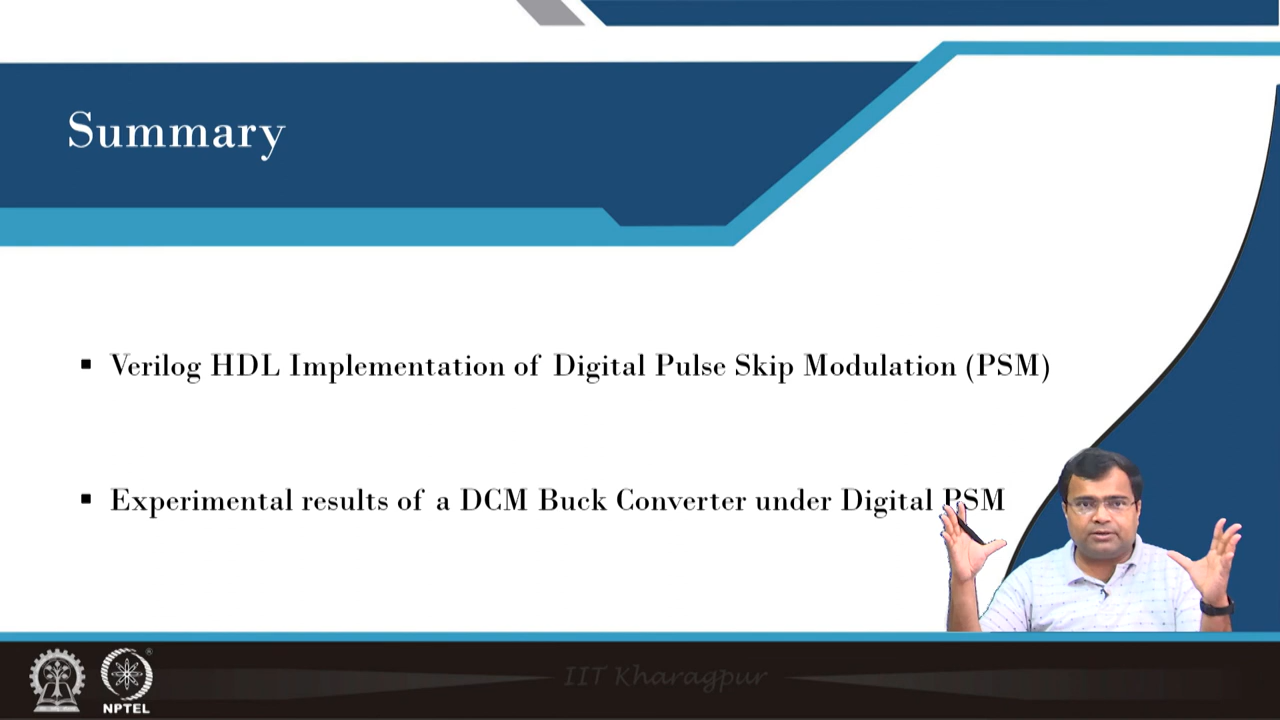 Summary
▪ Verilog HDL Implementation of Digital Pulse Skip Modulation (PSM)
▪ Experimental results of a DCM Buck Converter under Digital PSM
IIT Kharagpur
NPTEL